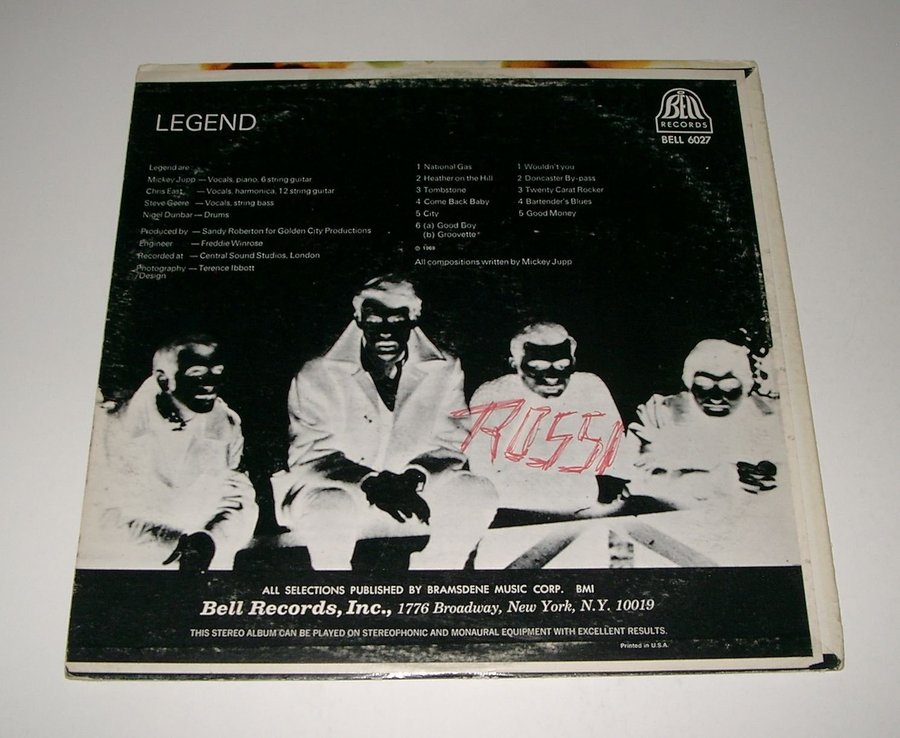 LEGEND
BELL
RECORDS
BELL 6027
Legend are:
Mickey Jupp — Vocals, piano, 6 string guitar
Chris East — Vocals, harmonica, 12 string guitar
Steve Geere — Vocals, string bass
Nigel Dunbar — Drums
Produced by — Sandy Roberton for Golden City Productions
Engineer — Freddie Winrose
Recorded at — Central Sound Studios, London
Photography — Terence Ibbott
Design
1 National Gas
2 Heather on the Hill
3 Tombstone
4 Come Back Baby
5 City
6 (a) Good Boy
(b) Groovette"
℗ 1969
1 Wouldn't you
2 Doncaster By-pass
3 Twenty Carat Rocker
4 Bartender's Blues
5 Good Money
All compositions written by Mickey Jupp
ROSSI
ALL SELECTIONS PUBLISHED BY BRAMSDENE MUSIC CORP. BMI
Bell Records, Inc., 1776 Broadway, New York, N.Y. 10019
THIS STEREO ALBUM CAN BE PLAYED ON STEREOPHONIC AND MONAURAL EQUIPMENT WITH EXCELLENT RESULTS.
Printed in U.S.A.